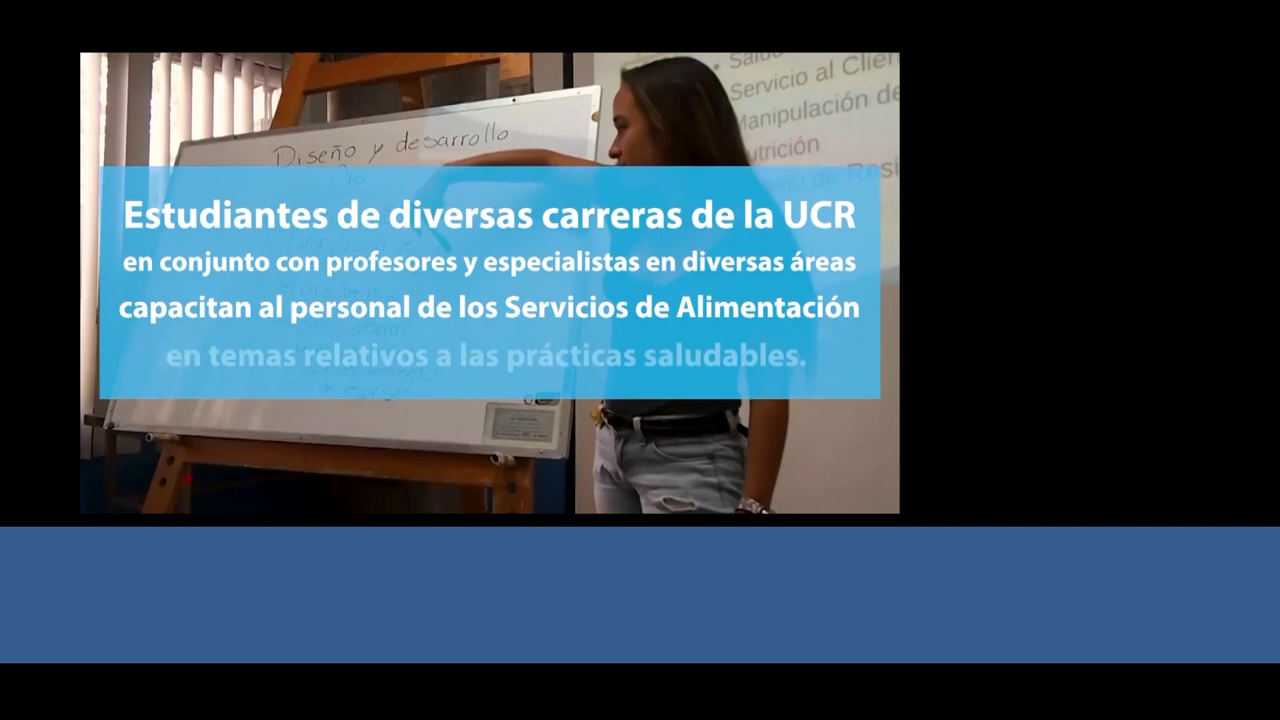 Diseño y desarrollo
Servicio al Clien
Manipulación de
utrición
Estudiantes de diversas carreras de la UCR
en conjunto con profesores y especialistas en diversas áreas
capacitan al personal de los Servicios de Alimentación
en temas relativos a las prácticas saludables.